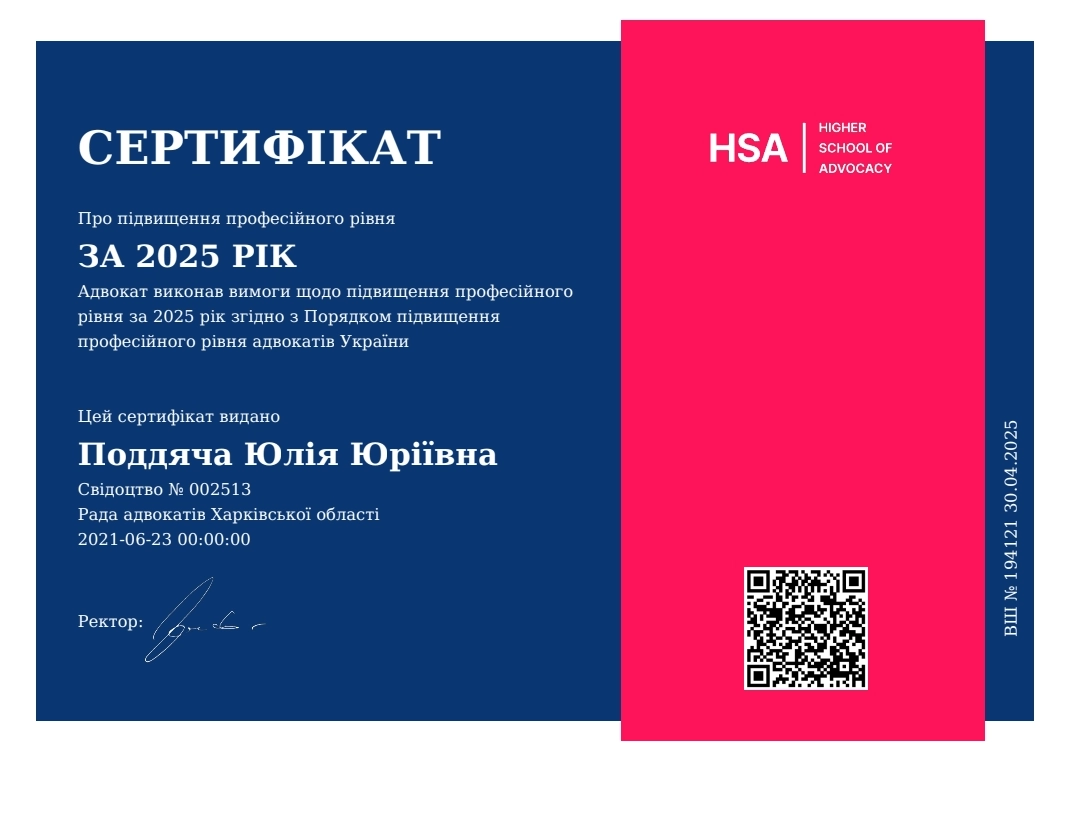 СЕРТИФІКАТ
Про підвищення професійного рівня
ЗА 2025 РІК
Адвокат виконав вимоги щодо підвищення професійного
рівня за 2025 рік згідно з Порядком підвищення
професійного рівня адвокатів України
Цей сертифікат видано
Поддяча Юлія Юріївна
Свідоцтво № 002513
Рада адвокатів Харківської області
2021-06-23 00:00:00
Ректор:
HSA
HIGHER
SCHOOL OF
ADVOCACY
ВШ № 194121 30.04.2025